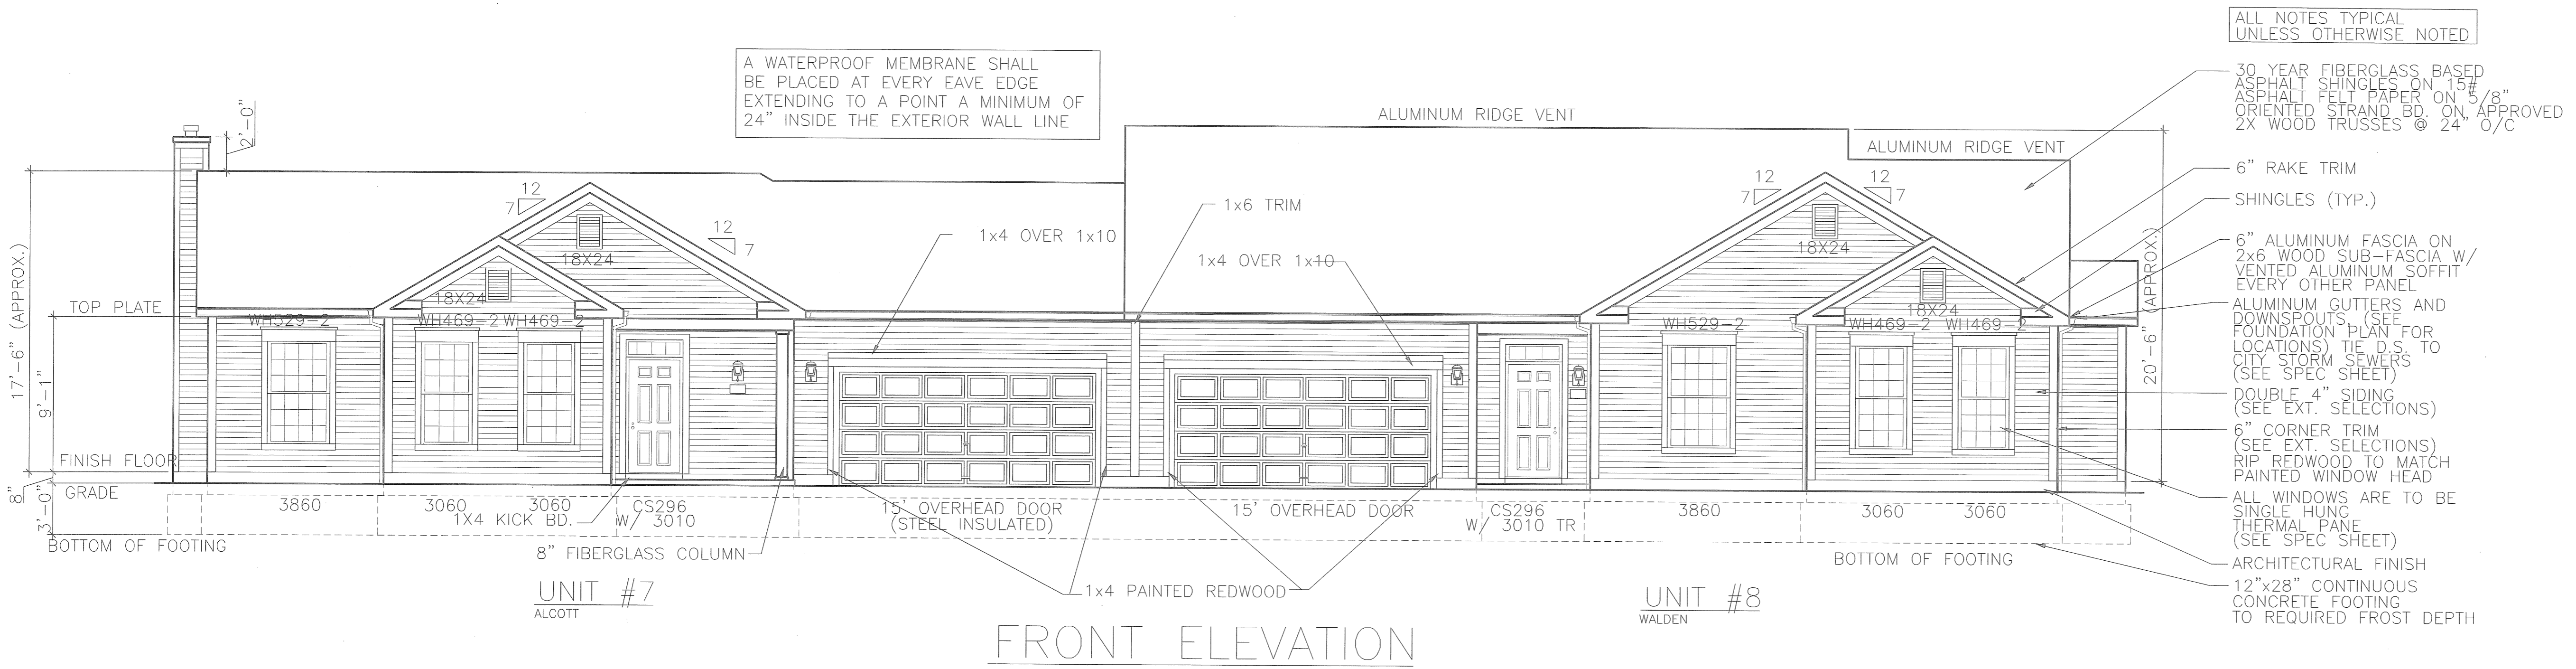 ALL NOTES TYPICAL
UNLESS OTHERWISE NOTED
A WATERPROOF MEMBRANE SHALL
BE PLACED AT EVERY EAVE EDGE
EXTENDING TO A POINT A MINIMUM OF
24" INSIDE THE EXTERIOR WALL LINE
ALUMINUM RIDGE VENT
ALUMINUM RIDGE VENT
30 YEAR FIBERGLASS BASED
ASPHALT SHINGLES ON 15#
ASPHALT FELT PAPER ON 5/8"
ORIENTED STRAND BD. ON APPROVED
2X WOOD TRUSSES @ 24" O/C
6" RAKE TRIM
SHINGLES (TYP.)
6" ALUMINUM FASCIA ON
2x6 WOOD SUB-FASCIA W/
VENTED ALUMINUM SOFFIT
EVERY OTHER PANEL
ALUMINUM GUTTERS AND
DOWNSPOUTS, (SEE
FOUNDATION PLAN FOR
LOCATIONS) TIE D.S. TO
CITY STORM SEWERS
(SEE SPEC SHEET)
DOUBLE 4" SIDING
(SEE EXT. SELECTIONS)
6" CORNER TRIM
(SEE EXT. SELECTIONS)
RIP REDWOOD TO MATCH
PAINTED WINDOW HEAD
ALL WINDOWS ARE TO BE
SINGLE HUNG
THERMAL PANE
(SEE SPEC SHEET)
ARCHITECTURAL FINISH
12"x28" CONTINUOUS
CONCRETE FOOTING
TO REQUIRED FROST DEPTH
2'-0"
12
7
12
7
12
7
12
7
1x6 TRIM
1x4 OVER 1x10
1x4 OVER 1x10
18X24
18X24
18X24
18X24
17'-6" (APPROX.)
9'-1"
8"
3'-0"
20'-6" (APPROX.)
TOP PLATE
FINISH FLOOR
GRADE
BOTTOM OF FOOTING
WH529-2
WH469-2
WH469-2
WH529-2
WH469-2
WH469-2
3860
3060
3060
1X4 KICK BD.
CS296
W/ 3010
15' OVERHEAD DOOR
(STEEL INSULATED)
15' OVERHEAD DOOR
CS296
W/ 3010 TR
3860
3060
3060
8" FIBERGLASS COLUMN
BOTTOM OF FOOTING
1x4 PAINTED REDWOOD
UNIT #7
ALCOTT
UNIT #8
WALDEN
FRONT ELEVATION